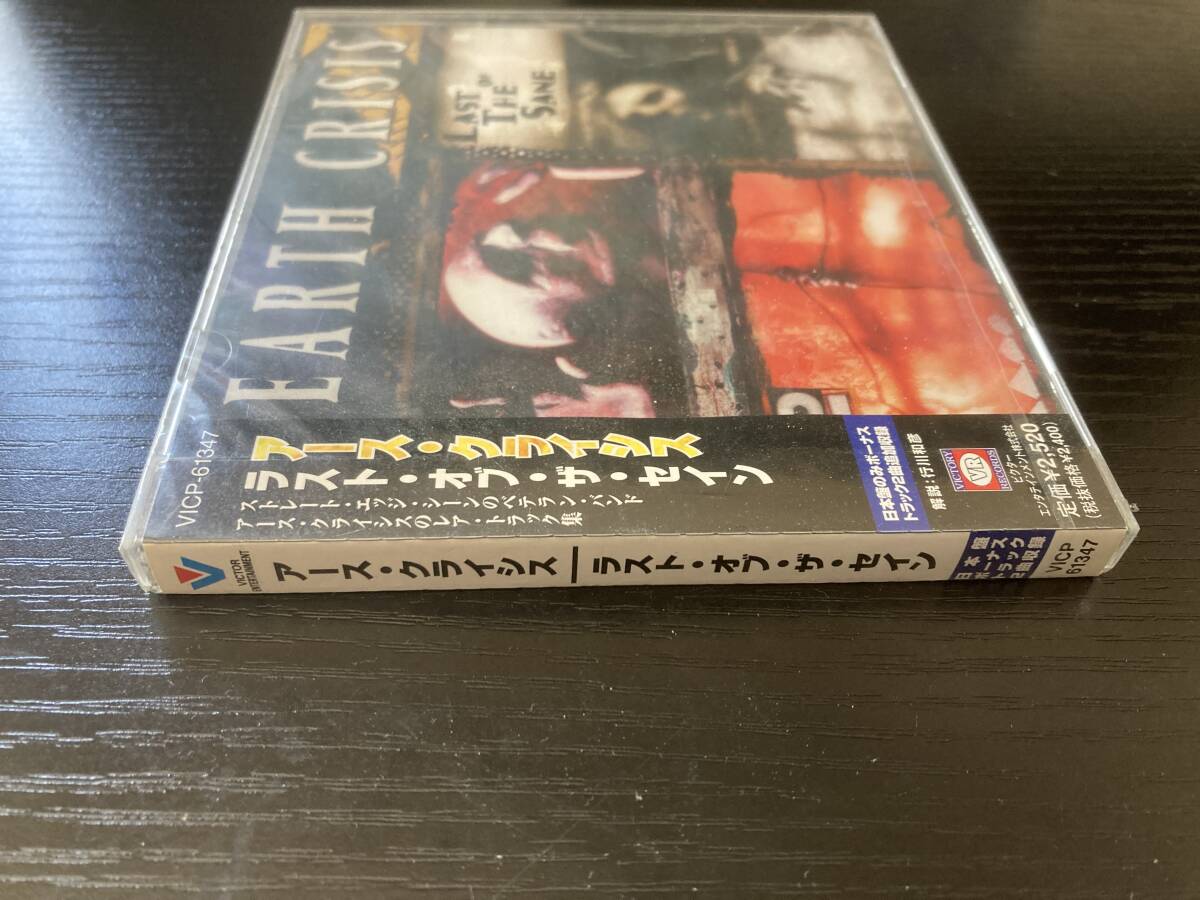 EARTH CRISIS
LAST
OF
THE
SANE
VICP-61347
アース・クライシス
ラスト・オブ・ザ・セイン
ストレート・エッジ・シーンのベテラン・バンド
アース・クライシスのレア・トラック集
日本盤のみボーナス
トラック2曲追加収録
解説：行川和彦
VICTORY
VR
RECORDS
ビクター
エンタテインメント株式会社
定価¥2,520
(税抜価格¥2,400)
VICTOR
ENTERTAINMENT
アース・クライシス｜ラスト・オブ・ザ・セイン
日本盤
ボーナス
トラック
2曲収録
VICP
61347